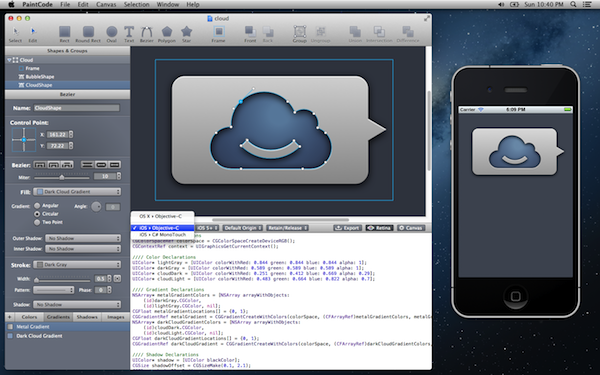 PaintCode File Edit Canvas Selection Window Help
Sun 10:40 PM
cloud
Select Edit Rect Round Rect Oval Text Bezier Polygon Star Frame Front Back Group Ungroup Union Intersection Difference
Shapes & Groups
Cloud
Frame
BubbleShape
CloudShape
Bezier
Name: CloudShape
Control Point:
X: 161.22
Y: 72.22
Bezier:
Miter: 10
Fill: Dark Cloud Gradient
Gradient: Angular Angle: 0
Circular
Two Point
Outer Shadow: No Shadow
Inner Shadow: No Shadow
Stroke: Dark Gray
Width: 0.5
Pattern: Phase: 0
Shadow: No Shadow
+ Colors Gradients Shadows Images
Metal Gradient
Dark Cloud Gradient
6:09 PM
Carrier
OS X • Objective-C
iOS • Objective-C
iOS • C# MonoTouch
iOS 5+ Default Origin Retain/Release Export Retina Canvas
CGColorSpaceRef colorSpace = CGColorSpaceCreateDeviceRGB();
CGContextRef context = UIGraphicsGetCurrentContext();
//// Color Declarations
UIColor* lightGray = [UIColor colorWithRed: 0.844 green: 0.844 blue: 0.844 alpha: 1];
UIColor* darkGray = [UIColor colorWithRed: 0.509 green: 0.509 blue: 0.509 alpha: 1];
UIColor* cloudDark = [UIColor colorWithRed: 0.251 green: 0.412 blue: 0.668 alpha: 0.29];
UIColor* cloudLight = [UIColor colorWithRed: 0.483 green: 0.664 blue: 0.822 alpha: 0.7];
//// Gradient Declarations
NSArray* metalGradientColors = [NSArray arrayWithObjects:
(id)darkGray.CGColor,
(id)lightGray.CGColor, nil];
CGFloat metalGradientLocations[] = {0, 1};
CGGradientRef metalGradient = CGGradientCreateWithColors(colorSpace, (CFArrayRef)metalGradientColors, metalG
NSArray* darkCloudGradientColors = [NSArray arrayWithObjects:
(id)cloudDark.CGColor,
(id)cloudLight.CGColor, nil];
CGFloat darkCloudGradientLocations[] = {0, 1};
CGGradientRef darkCloudGradient = CGGradientCreateWithColors(colorSpace, (CFArrayRef)darkCloudGradientColors
//// Shadow Declarations
UIColor* shadow = [UIColor blackColor];
CGSize shadowOffset = CGSizeMake(0.1, 2.1);